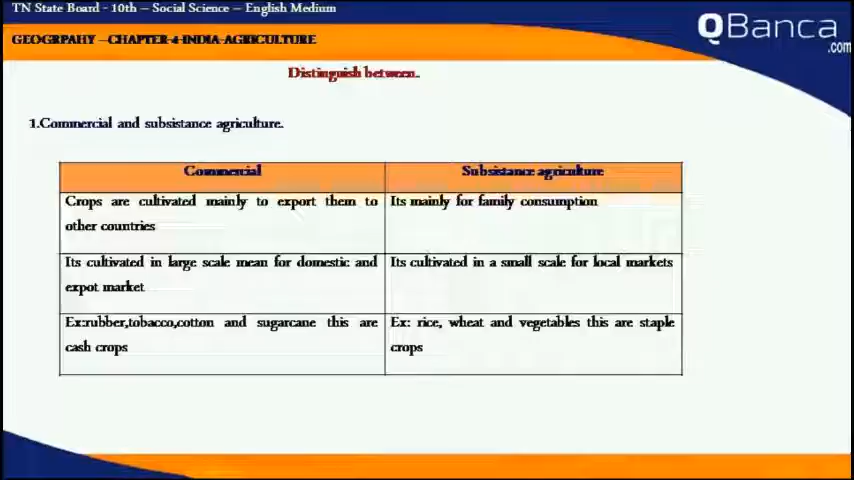 TN State Board - 10th – Social Science – English Medium
QBanca
.com
GEOGRPAHY –CHAPTER 4 INDIA AGRICULTURE
Distinguish between.
1.Commercial and subsistance agriculture.
Commercial
Subsistance agriculture
Crops are cultivated mainly to export them to
other countries
Its mainly for family consumption
Its cultivated in large scale mean for domestic and
expot market
Its cultivated in a small scale for local markets
Ex:rubber,tobacco,cotton and sugarcane this are
cash crops
Ex: rice, wheat and vegetables this are staple
crops